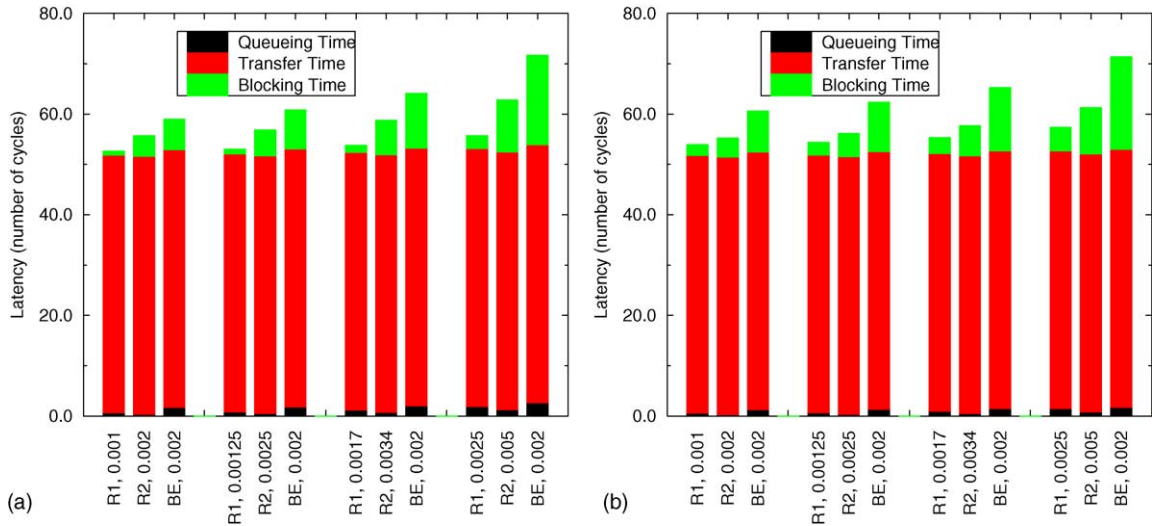 80.0
60.0
40.0
20.0
0.0
Latency (number of cycles)
Queueing Time
Transfer Time
Blocking Time
R1, 0.001
R2, 0.002
BE, 0.002
R1, 0.00125
R2, 0.0025
BE, 0.002
R1, 0.0017
R2, 0.0034
BE, 0.002
R1, 0.0025
R2, 0.005
BE, 0.002
(a)
80.0
60.0
40.0
20.0
0.0
Latency (number of cycles)
Queueing Time
Transfer Time
Blocking Time
R1, 0.001
R2, 0.002
BE, 0.002
R1, 0.00125
R2, 0.0025
BE, 0.002
R1, 0.0017
R2, 0.0034
BE, 0.002
R1, 0.0025
R2, 0.005
BE, 0.002
(b)